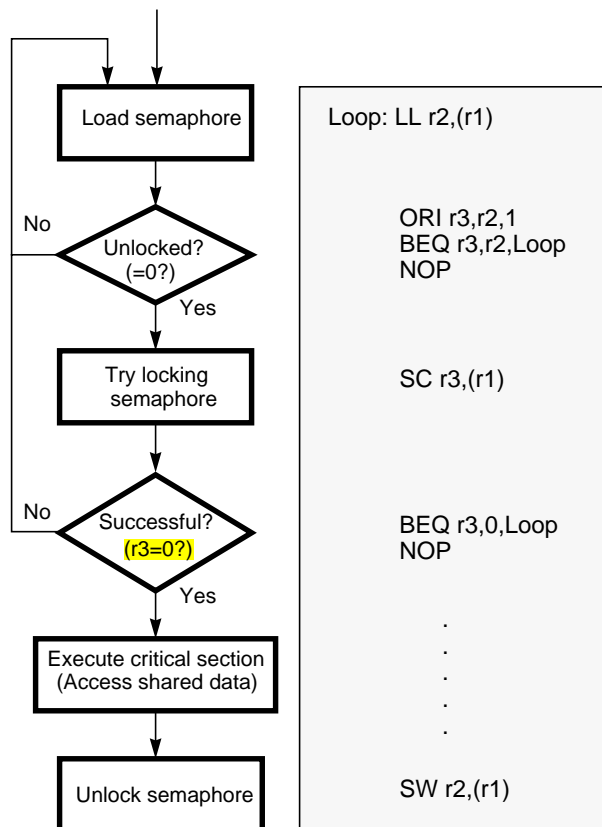 Load semaphore
Loop: LL r2,(r1)
No
Unlocked?
(=0?)
ORI r3,r2,1
BEQ r3,r2,Loop
NOP
Yes
Try locking
semaphore
SC r3,(r1)
No
Successful?
(r3=0?)
BEQ r3,0,Loop
NOP
Yes
.
.
.
.
.
Execute critical section
(Access shared data)
Unlock semaphore
SW r2,(r1)